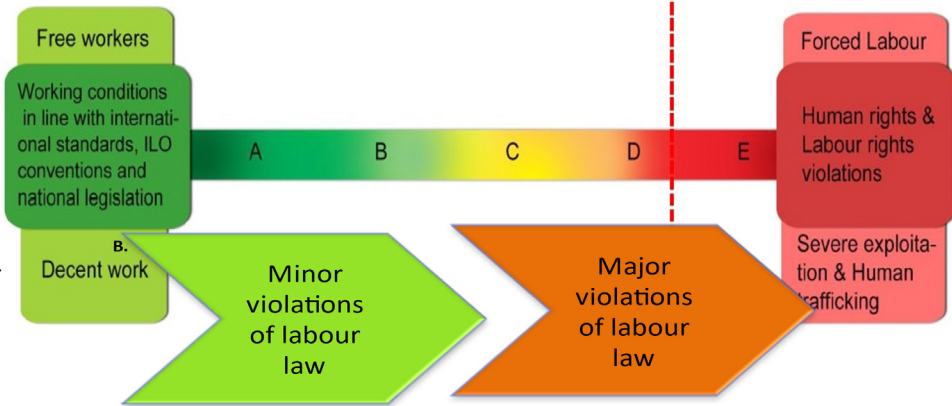 Free workers
Working conditions
in line with internati-
onal standards, ILO
conventions and
national legislation
B.
Decent work
A
B
C
D
E
Minor
violations
of labour
law
Major
violations
of labour
law
Forced Labour
Human rights &
Labour rights
violations
Severe exploita-
tion & Human
trafficking